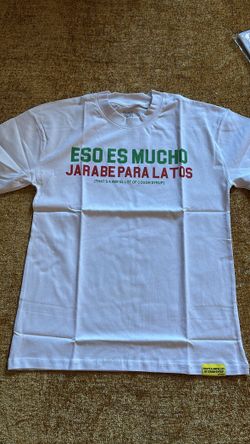 ESO ES MUCHO
JARABE PARA LA TOS
(THAT'S A WHOLE LOT OF COUGH SYRUP)